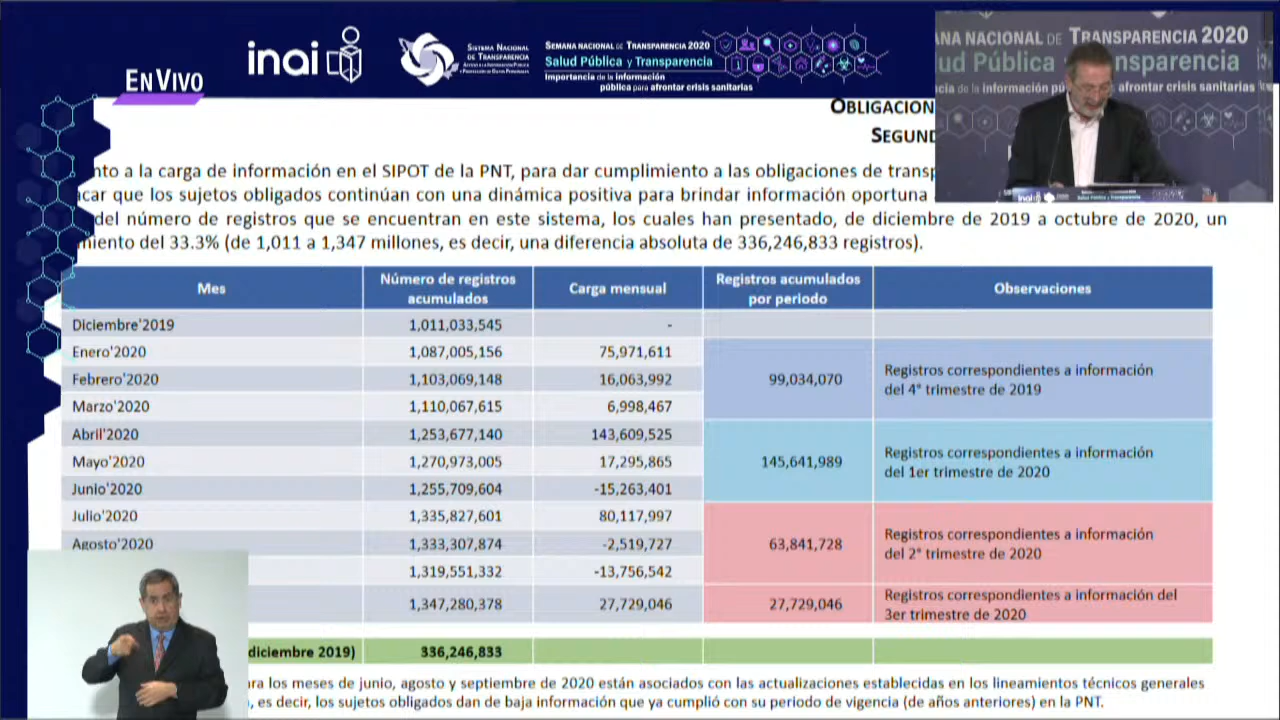 EN VIVO
inai
SISTEMA NACIONAL
DE TRANSPARENCIA
ACCESO A LA INFORMACIÓN PÚBLICA
Y PROTECCIÓN DE DATOS PERSONALES
SEMANA NACIONAL DE TRANSPARENCIA 2020
Salud Pública y Transparencia
Importancia de la información
pública para afrontar crisis sanitarias
MANA NACIONAL DE TRANSPARENCIA 2020
lud Pública y Transparencia
cia de la información pública para afrontar crisis sanitarias
inai
OBLIGACION
SEGUND
nto a la carga de información en el SIPOT de la PNT, para dar cumplimiento a las obligaciones de transp
acar que los sujetos obligados continúan con una dinámica positiva para brindar información oportuna
del número de registros que se encuentran en este sistema, los cuales han presentado, de diciembre de 2019 a octubre de 2020, un
miento del 33.3% (de 1,011 a 1,347 millones, es decir, una diferencia absoluta de 336,246,833 registros).
Mes Número de registros acumulados Carga mensual Registros acumulados por periodo Observaciones
Diciembre'2019 1,011,033,545 -
Enero'2020 1,087,005,156 75,971,611
Febrero'2020 1,103,069,148 16,063,992 99,034,070 Registros correspondientes a información del 4° trimestre de 2019
Marzo'2020 1,110,067,615 6,998,467
Abril'2020 1,253,677,140 143,609,525
Mayo'2020 1,270,973,005 17,295,865 145,641,989 Registros correspondientes a información del 1er trimestre de 2020
Junio'2020 1,255,709,604 -15,263,401
Julio'2020 1,335,827,601 80,117,997
Agosto'2020 1,333,307,874 -2,519,727 63,841,728 Registros correspondientes a información del 2° trimestre de 2020
1,319,551,332 -13,756,542
1,347,280,378 27,729,046 27,729,046 Registros correspondientes a información del 3er trimestre de 2020
diciembre 2019) 336,246,833
ra los meses de junio, agosto y septiembre de 2020 están asociados con las actualizaciones establecidas en los lineamientos técnicos generales
, es decir, los sujetos obligados dan de baja información que ya cumplió con su periodo de vigencia (de años anteriores) en la PNT.